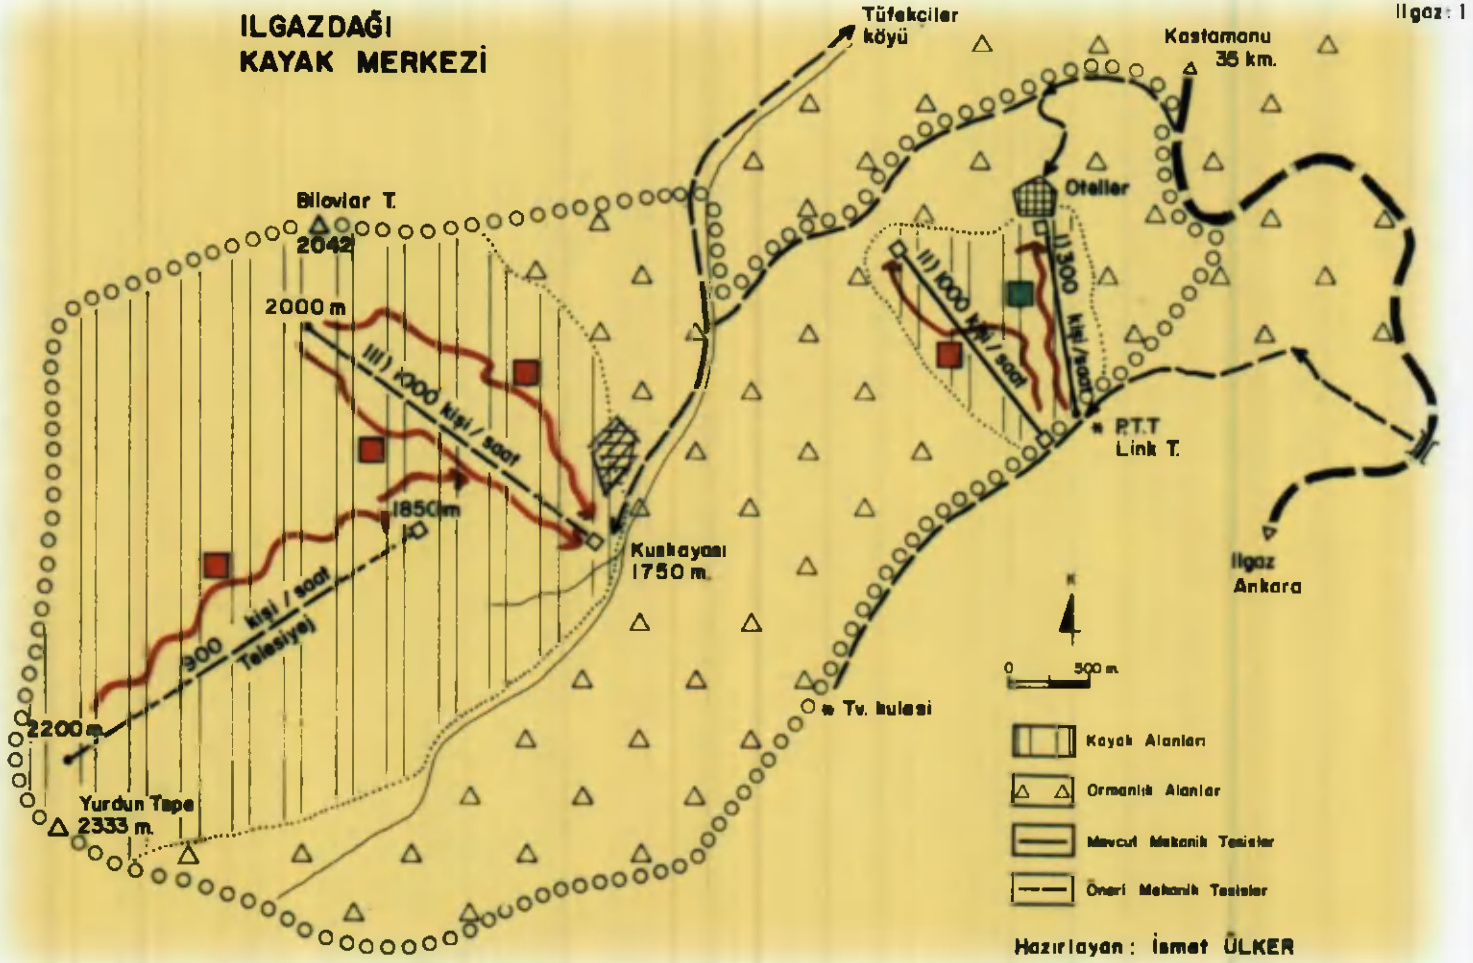 ILGAZDAĞI
KAYAK MERKEZİ
Tüfekçiler
köyü
Ilgaz: 1
Kastamonu
35 km.
Bilovlar T.
2042
2000 m
III) 1000 kişi / saat
Oteller
I) 300 kişi/saat
II) 1000 kişi/saat
P.T.T
Link T.
1850 m
Kuşkayası
1750 m.
900 kişi / saat
Telesiyej
Ilgaz
Ankara
K
0 500 m.
2200 m.
Tv. kulesi
Yurdun Tepe
2333 m.
Kayak Alanları
Ormanlık Alanlar
Mevcut Mekanik Tesisler
Öneri Mekanik Tesisler
Hazırlayan: İsmet ÜLKER